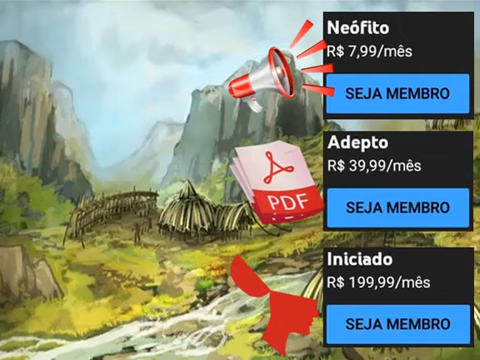 Neófito
R$ 7,99/mês
SEJA MEMBRO
Adepto
R$ 39,99/mês
SEJA MEMBRO
PDF
Iniciado
R$ 199,99/mês
SEJA MEMBRO